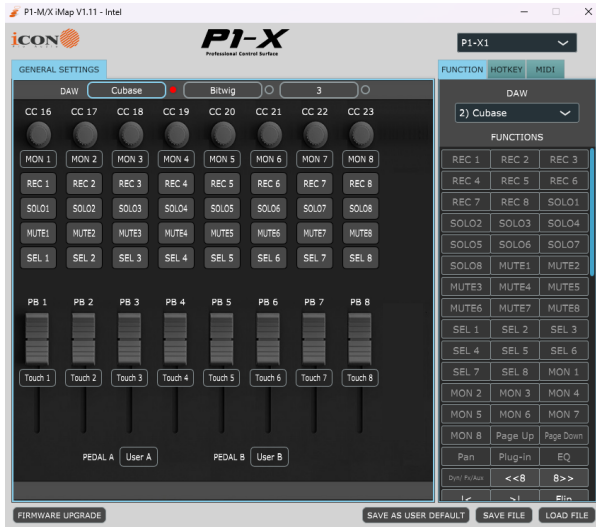 P1-M/X iMap V1.11 - Intel
iCON
PRO AUDIO
P1-X
Professional Control Surface
P1-X1
GENERAL SETTINGS
FUNCTION HOTKEY MIDI
DAW Cubase Bitwig 3
DAW
2) Cubase
FUNCTIONS
CC 16 CC 17 CC 18 CC 19 CC 20 CC 21 CC 22 CC 23
MON 1 MON 2 MON 3 MON 4 MON 5 MON 6 MON 7 MON 8
REC 1 REC 2 REC 3 REC 4 REC 5 REC 6 REC 7 REC 8
SOLO1 SOLO2 SOLO3 SOLO4 SOLO5 SOLO6 SOLO7 SOLO8
MUTE1 MUTE2 MUTE3 MUTE4 MUTE5 MUTE6 MUTE7 MUTE8
SEL 1 SEL 2 SEL 3 SEL 4 SEL 5 SEL 6 SEL 7 SEL 8
PB 1 PB 2 PB 3 PB 4 PB 5 PB 6 PB 7 PB 8
Touch 1 Touch 2 Touch 3 Touch 4 Touch 5 Touch 6 Touch 7 Touch 8
PEDAL A User A PEDAL B User B
REC 1 REC 2 REC 3
REC 4 REC 5 REC 6
REC 7 REC 8 SOLO1
SOLO2 SOLO3 SOLO4
SOLO5 SOLO6 SOLO7
SOLO8 MUTE1 MUTE2
MUTE3 MUTE4 MUTE5
MUTE6 MUTE7 MUTE8
SEL 1 SEL 2 SEL 3
SEL 4 SEL 5 SEL 6
SEL 7 SEL 8 MON 1
MON 2 MON 3 MON 4
MON 5 MON 6 MON 7
MON 8 Page Up Page Down
Pan Plug-in EQ
Dyn/ Fx/Aux <<8 8>>
|< >| Flip
FIRMWARE UPGRADE SAVE AS USER DEFAULT SAVE FILE LOAD FILE